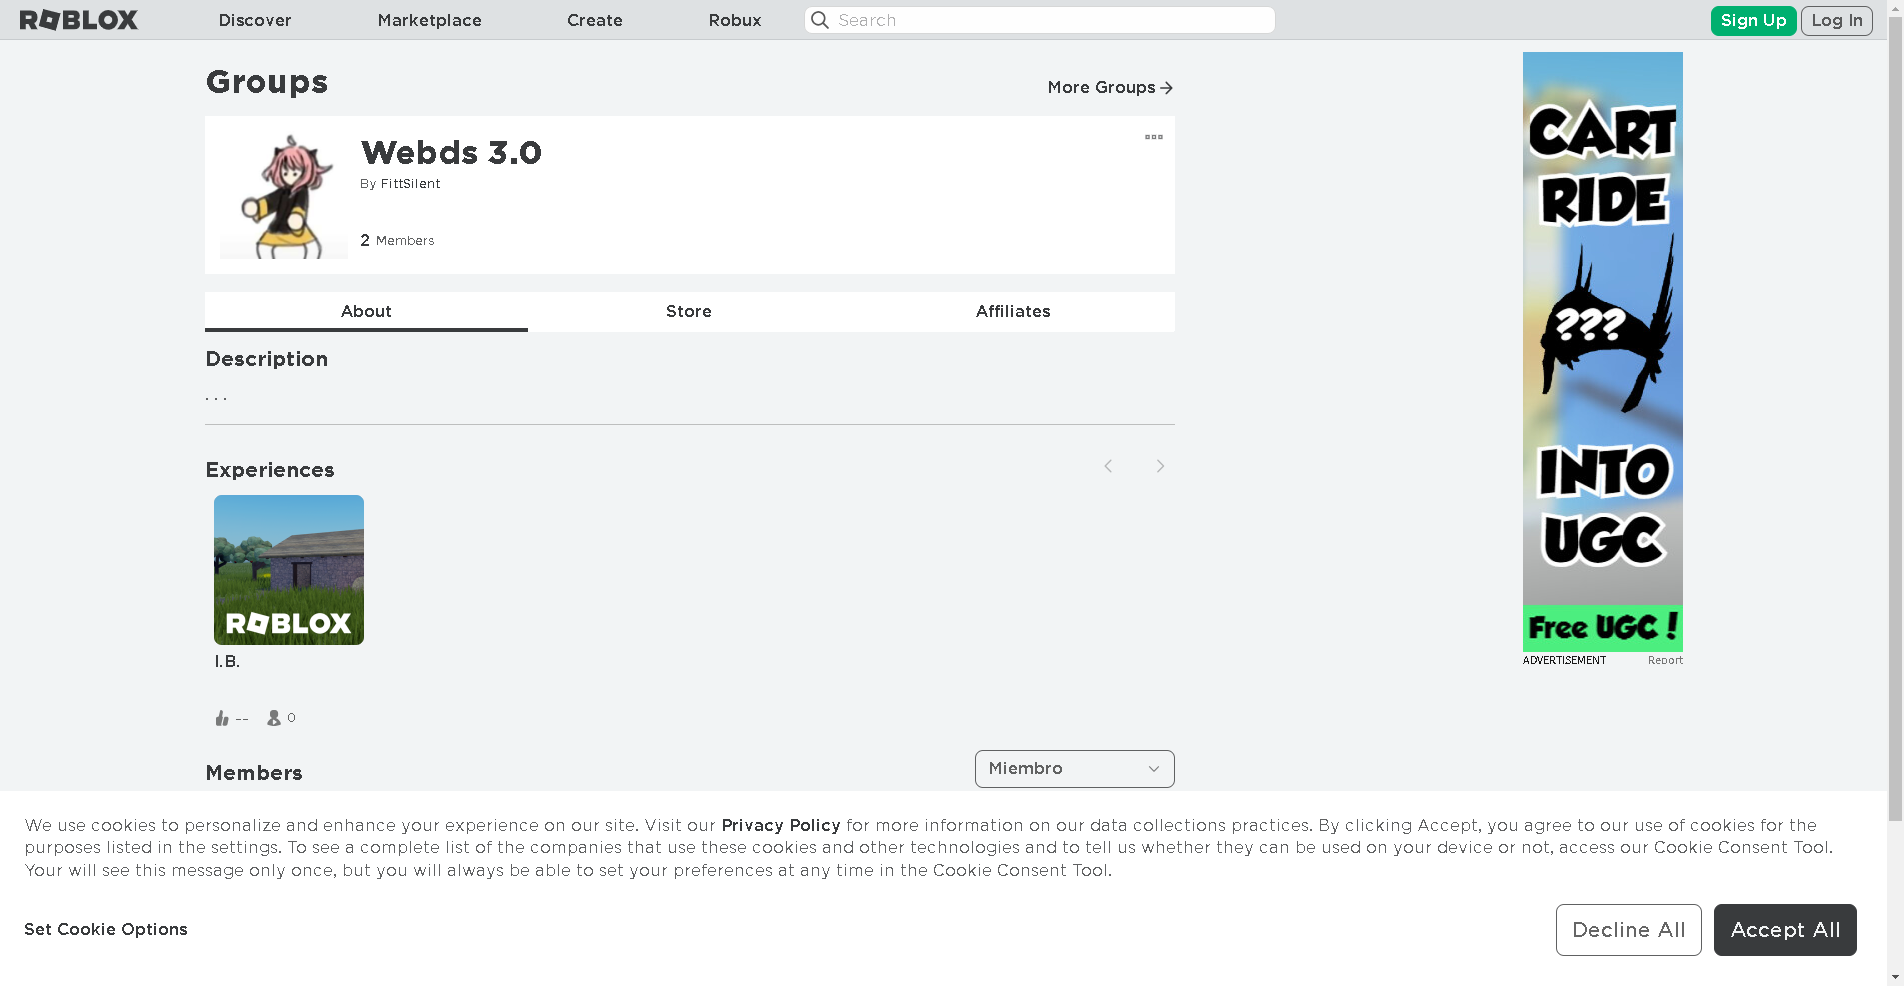 ROBLOX
Discover
Marketplace
Create
Robux
Search
Sign Up
Log In
Groups
More Groups
Webds 3.0
By FittSilent
2 Members
About
Store
Affiliates
Description
. . .
Experiences
ROBLOX
I.B.
--
0
Members
Miembro
CART
RIDE
???
INTO
UGC
Free UGC !
ADVERTISEMENT
Report
We use cookies to personalize and enhance your experience on our site. Visit our Privacy Policy for more information on our data collections practices. By clicking Accept, you agree to our use of cookies for the
purposes listed in the settings. To see a complete list of the companies that use these cookies and other technologies and to tell us whether they can be used on your device or not, access our Cookie Consent Tool.
Your will see this message only once, but you will always be able to set your preferences at any time in the Cookie Consent Tool.
Set Cookie Options
Decline All
Accept All